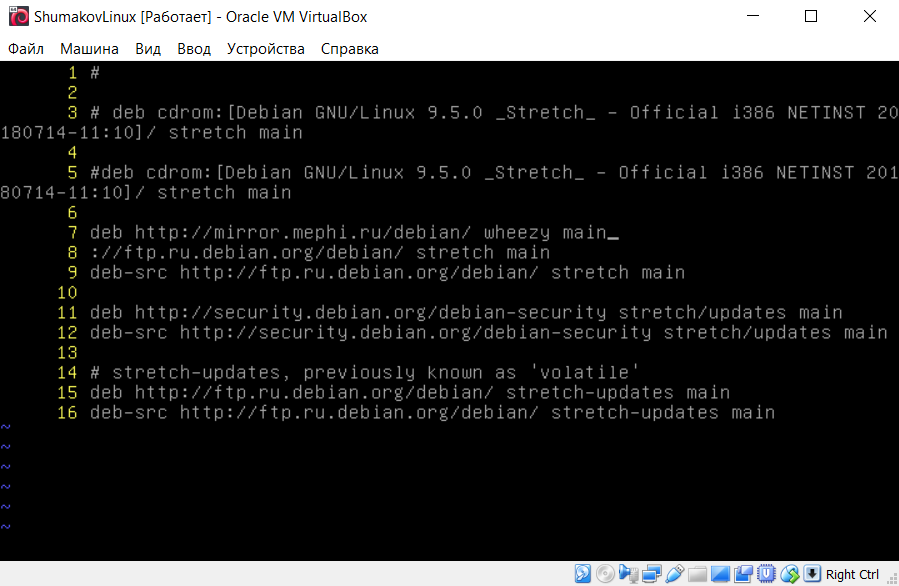 ShumakovLinux [Работает] - Oracle VM VirtualBox
Файл Машина Вид Ввод Устройства Справка
1 #
2
3 # deb cdrom:[Debian GNU/Linux 9.5.0 _Stretch_ - Official i386 NETINST 20
180714-11:10]/ stretch main
4
5 #deb cdrom:[Debian GNU/Linux 9.5.0 _Stretch_ - Official i386 NETINST 201
80714-11:10]/ stretch main
6
7 deb http://mirror.mephi.ru/debian/ wheezy main_
8 ://ftp.ru.debian.org/debian/ stretch main
9 deb-src http://ftp.ru.debian.org/debian/ stretch main
10
11 deb http://security.debian.org/debian-security stretch/updates main
12 deb-src http://security.debian.org/debian-security stretch/updates main
13
14 # stretch-updates, previously known as 'volatile'
15 deb http://ftp.ru.debian.org/debian/ stretch-updates main
16 deb-src http://ftp.ru.debian.org/debian/ stretch-updates main
~
~
~
~
~
~
Right Ctrl